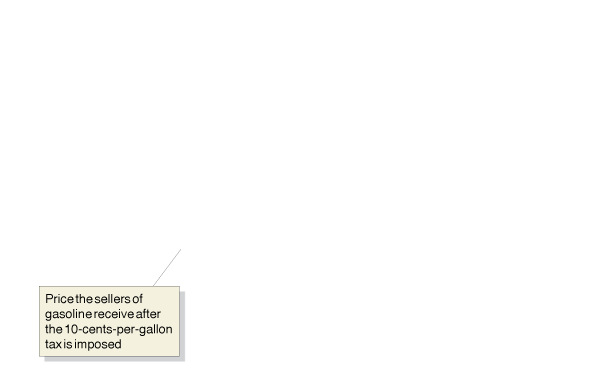 Price the sellers of
gasoline receive after
the 10-cents-per-gallon
tax is imposed